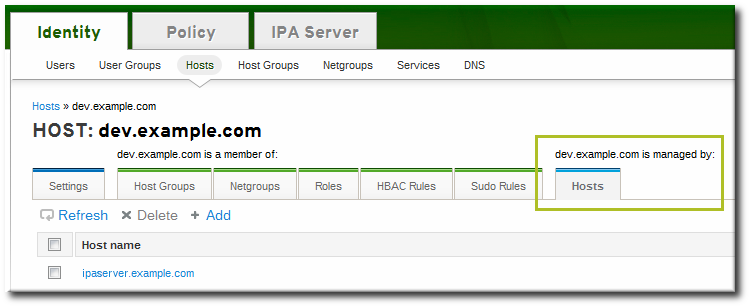 Identity Policy IPA Server
Users User Groups Hosts Host Groups Netgroups Services DNS
Hosts » dev.example.com
HOST: dev.example.com
dev.example.com is a member of: dev.example.com is managed by:
Settings Host Groups Netgroups Roles HBAC Rules Sudo Rules Hosts
Refresh Delete Add
Host name
ipaserver.example.com